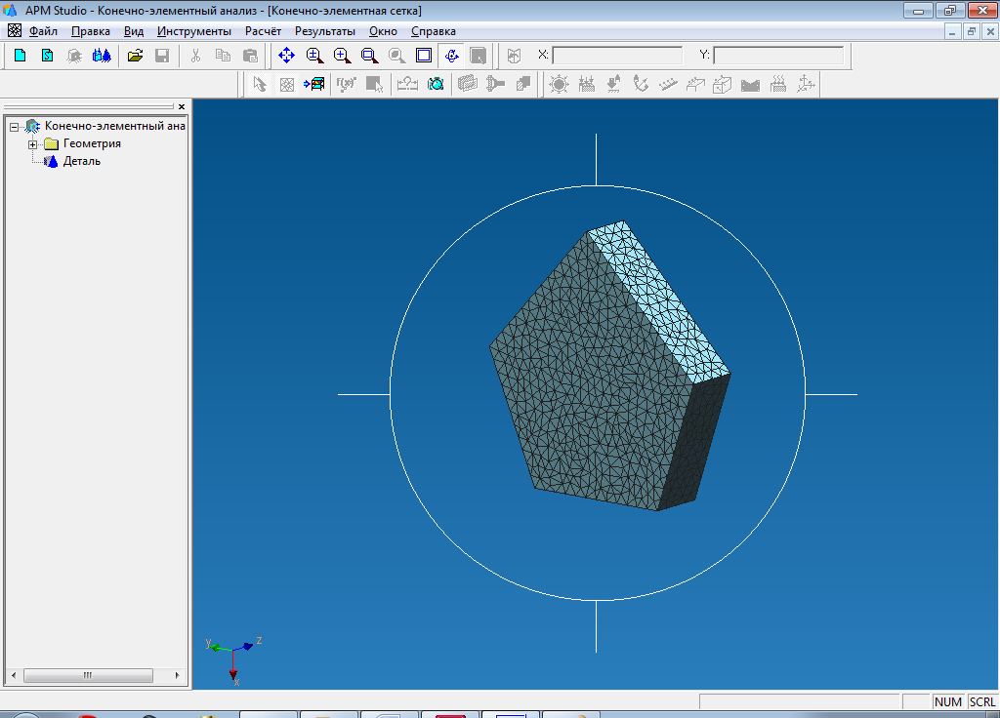 APM Studio - Конечно-элементный анализ - [Конечно-элементная сетка]
Файл Правка Вид Инструменты Расчёт Результаты Окно Справка
X: Y:
Конечно-элементный ана
Геометрия
Деталь
y z
x
NUM SCRL